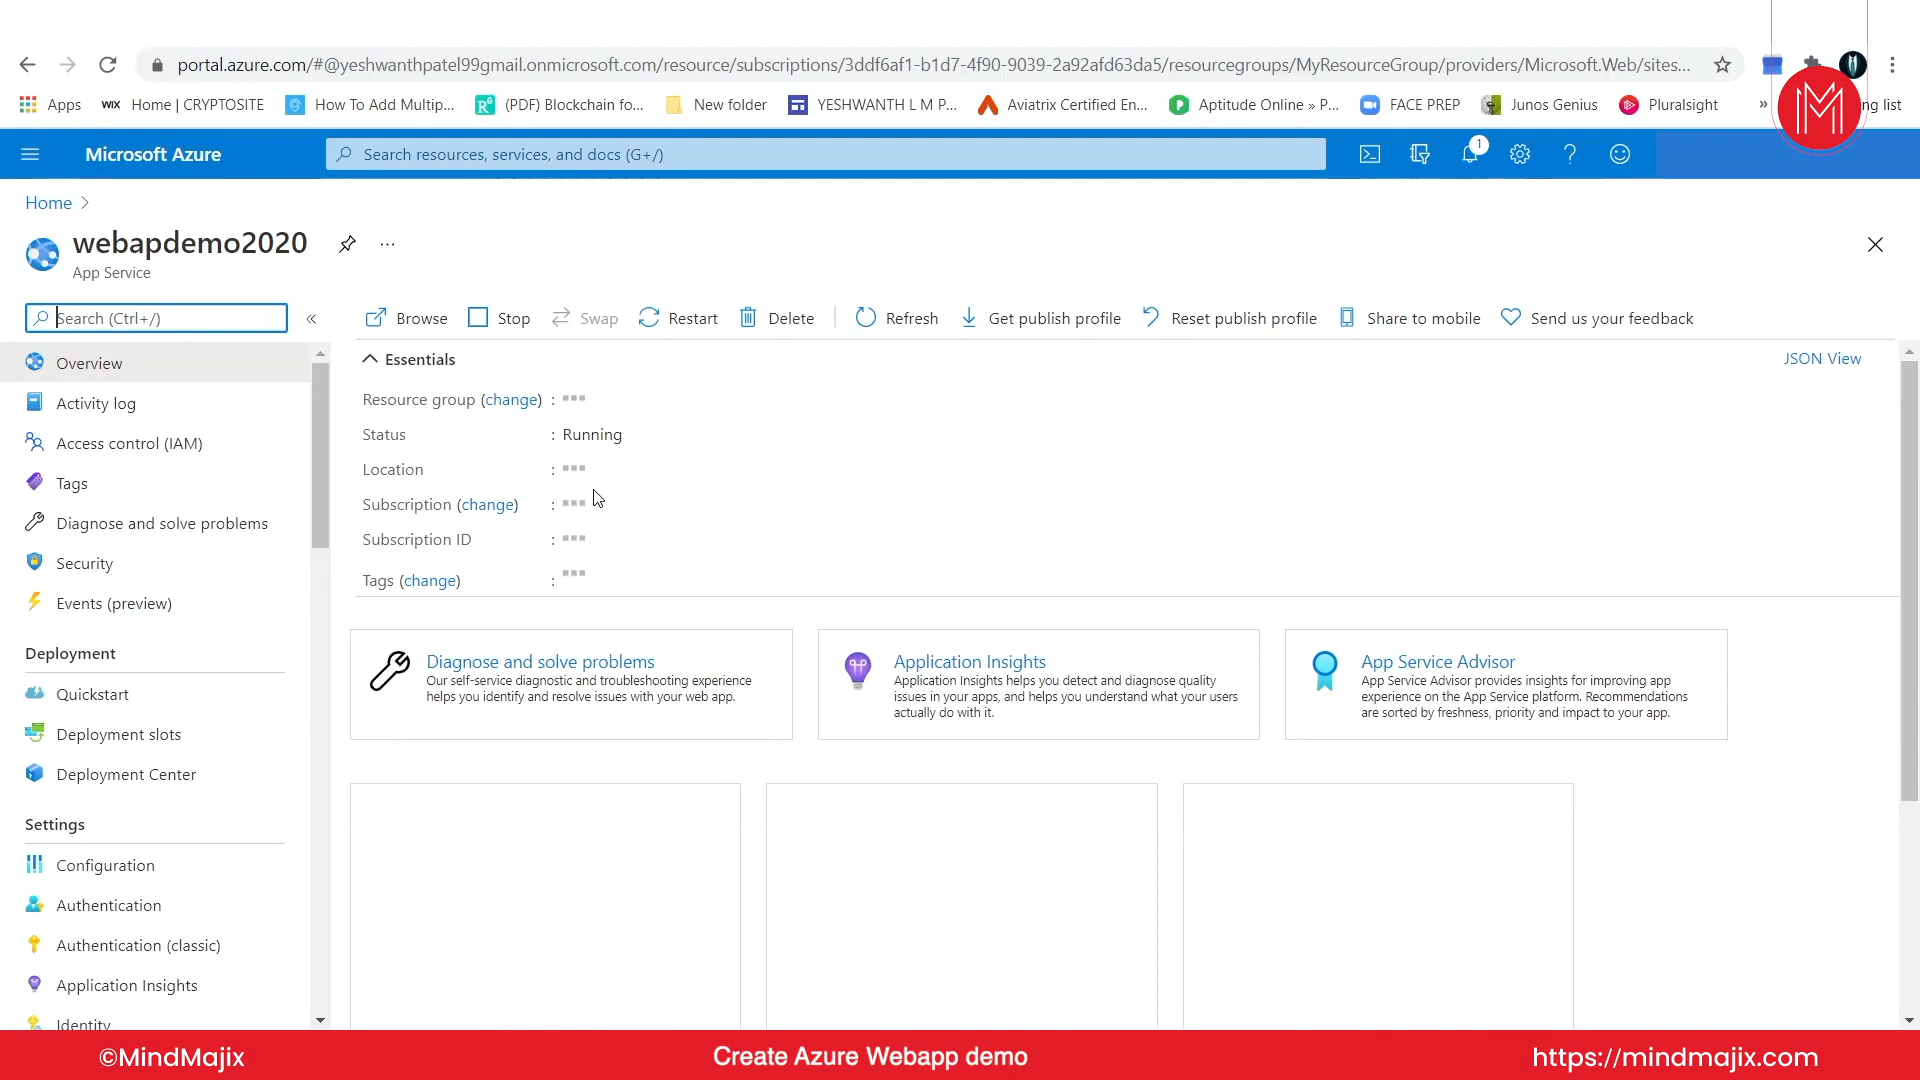 portal.azure.com/#@yeshwanthpatel99gmail.onmicrosoft.com/resource/subscriptions/3ddf6af1-b1d7-4f90-9039-2a92afd63da5/resourcegroups/MyResourceGroup/providers/Microsoft.Web/sites...
Apps WIX Home | CRYPTOSITE How To Add Multip... R^G (PDF) Blockchain fo... New folder YESHWANTH L M P... Aviatrix Certified En... Aptitude Online » P... FACE PREP Junos Genius Pluralsight » ng list
Microsoft Azure Search resources, services, and docs (G+/) 1
Home >
webapdemo2020 ...
App Service
Search (Ctrl+/) « Browse Stop Swap Restart Delete Refresh Get publish profile Reset publish profile Share to mobile Send us your feedback
Overview
Activity log
Access control (IAM)
Tags
Diagnose and solve problems
Security
Events (preview)
Deployment
Quickstart
Deployment slots
Deployment Center
Settings
Configuration
Authentication
Authentication (classic)
Application Insights
Identity
Essentials JSON View
Resource group (change) :
Status : Running
Location :
Subscription (change) :
Subscription ID :
Tags (change) :
Diagnose and solve problems
Our self-service diagnostic and troubleshooting experience
helps you identify and resolve issues with your web app.
Application Insights
Application Insights helps you detect and diagnose quality
issues in your apps, and helps you understand what your users
actually do with it.
App Service Advisor
App Service Advisor provides insights for improving app
experience on the App Service platform. Recommendations
are sorted by freshness, priority and impact to your app.
©MindMajix Create Azure Webapp demo https://mindmajix.com